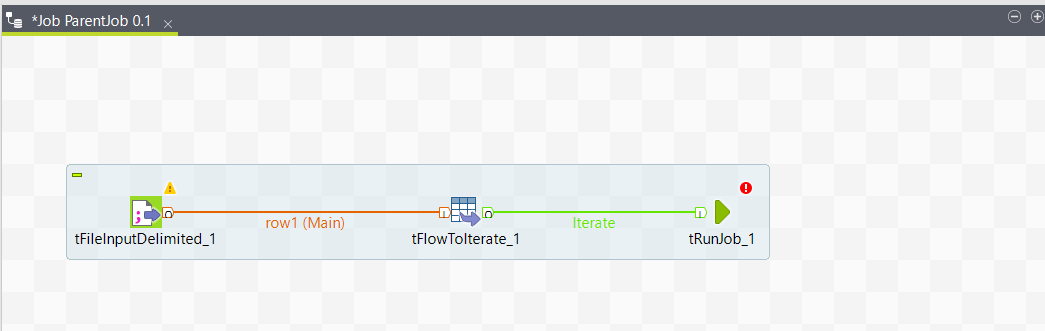 *Job ParentJob 0.1
row1 (Main)
Iterate
tFileInputDelimited_1
tFlowToIterate_1
tRunJob_1